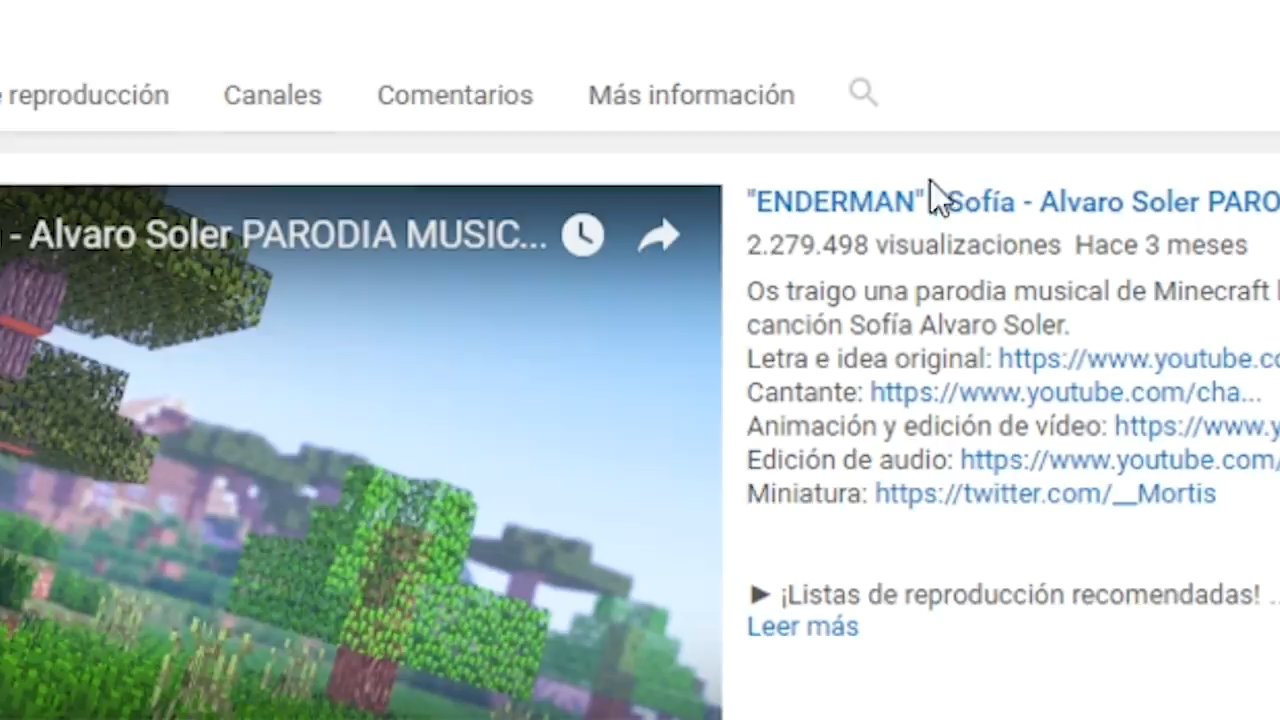 reproducción Canales Comentarios Más información
"ENDERMAN" Sofía - Alvaro Soler PARO
- Alvaro Soler PARODIA MUSIC...
2.279.498 visualizaciones Hace 3 meses
Os traigo una parodia musical de Minecraft
canción Sofía Alvaro Soler.
Letra e idea original: https://www.youtube.co
Cantante: https://www.youtube.com/cha...
Animación y edición de vídeo: https://www.y
Edición de audio: https://www.youtube.com/
Miniatura: https://twitter.com/__Mortis
► ¡Listas de reproducción recomendadas! ..
Leer más